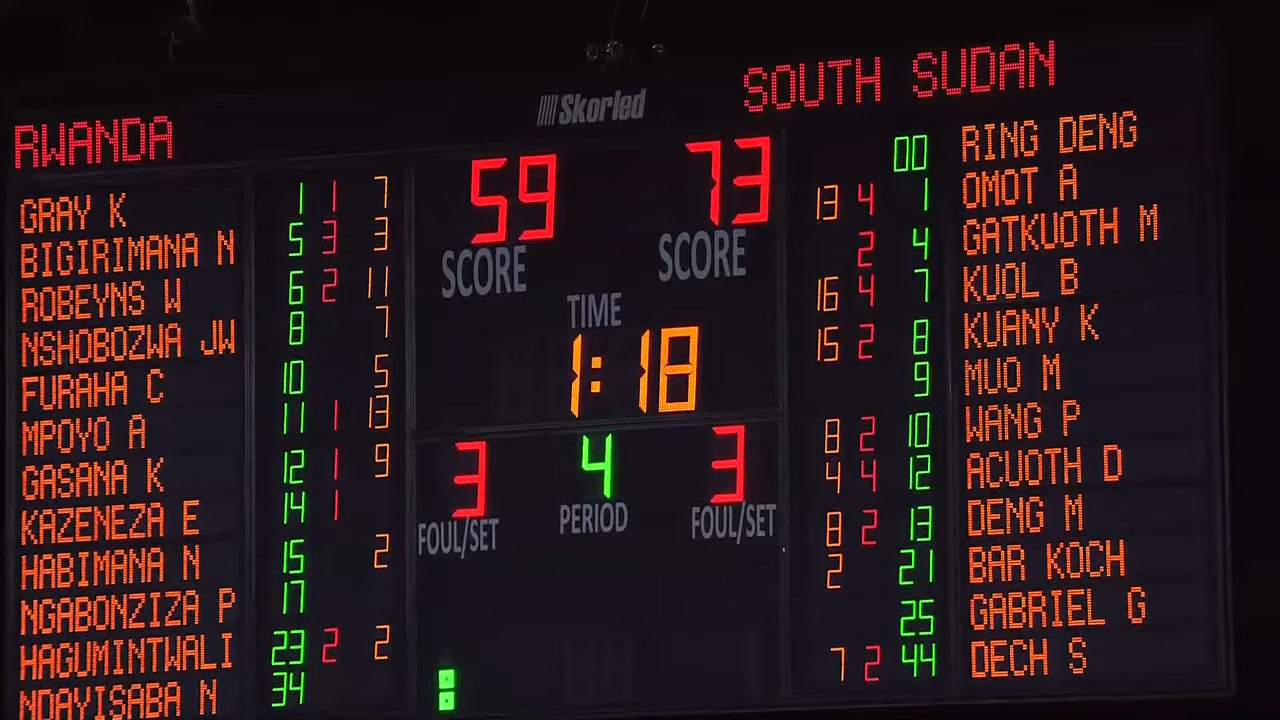 Skorled
RWANDA
GRAY K 1 1 7
BIGIRIMANA N 5 3 3
ROBEYNS W 6 2 11
NSHOBOZWA JW 8 7
FURAHA C 10 5
MPOYO A 11 1 13
GASANA K 12 1 9
KAZENEZA E 14 1
HABIMANA N 15 2
NGABONZIZA P 17
HAGUMINTWALI 23 2 2
NDAYISABA N 34
59 73
SCORE SCORE
TIME
1:18
3 4 3
FOUL/SET PERIOD FOUL/SET
SOUTH SUDAN
00 RING DENG
13 4 1 OMOT A
2 4 GATKUOTH M
16 4 7 KUOL B
15 2 8 KUANY K
9 MUO M
8 2 10 WANG P
4 4 12 ACUOTH D
8 2 13 DENG M
2 21 BAR KOCH
25 GABRIEL G
7 2 44 DECH S